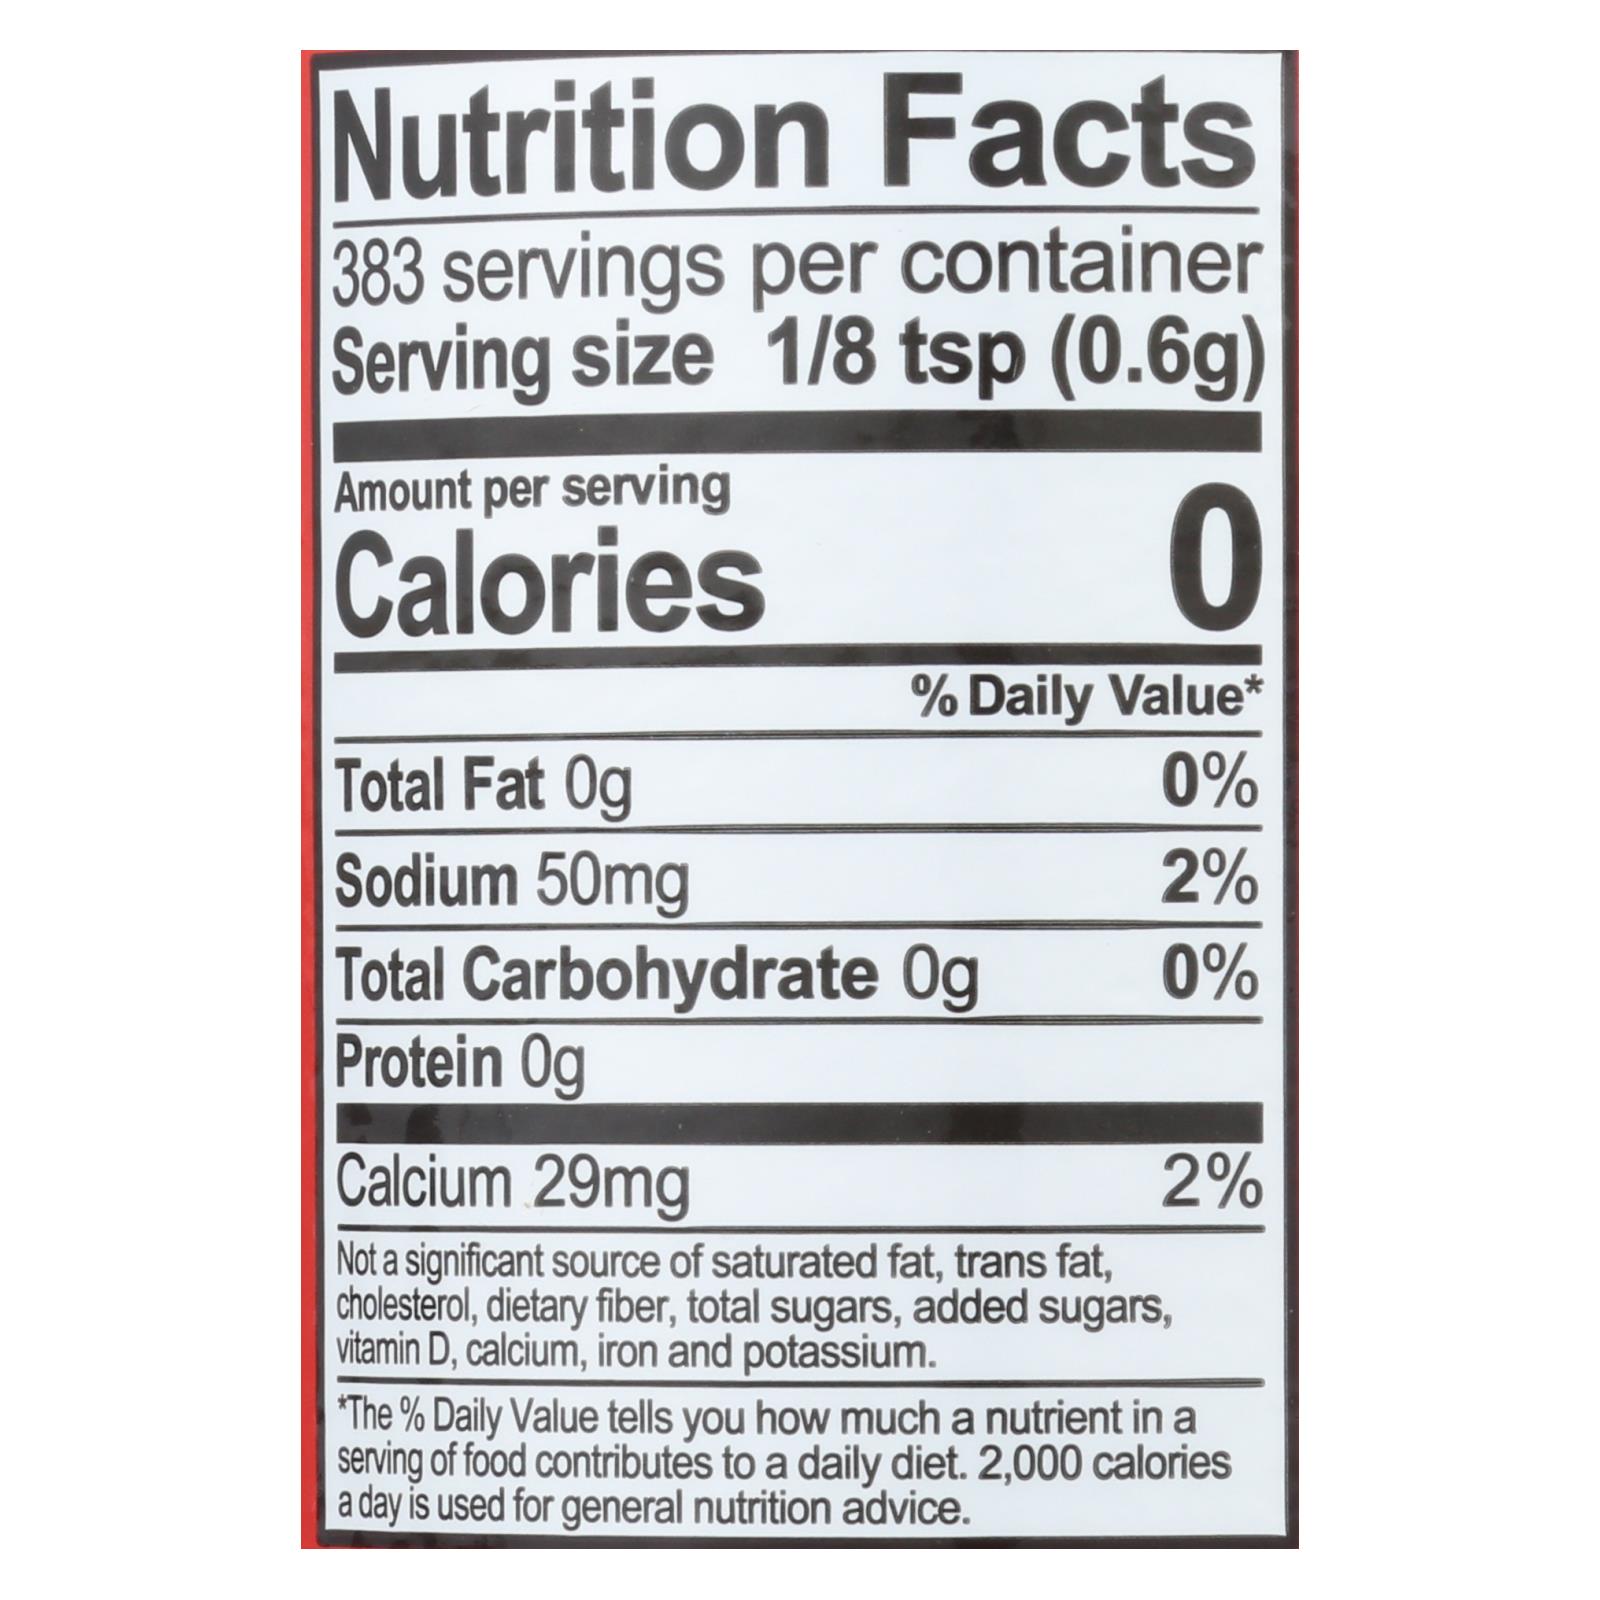 Nutrition Facts
383 servings per container
Serving size 1/8 tsp (0.6g)
Amount per serving
Calories 0
% Daily Value*
Total Fat 0g 0%
Sodium 50mg 2%
Total Carbohydrate 0g 0%
Protein 0g
Calcium 29mg 2%
Not a significant source of saturated fat, trans fat,
cholesterol, dietary fiber, total sugars, added sugars,
vitamin D, calcium, iron and potassium.
*The % Daily Value tells you how much a nutrient in a
serving of food contributes to a daily diet. 2,000 calories
a day is used for general nutrition advice.